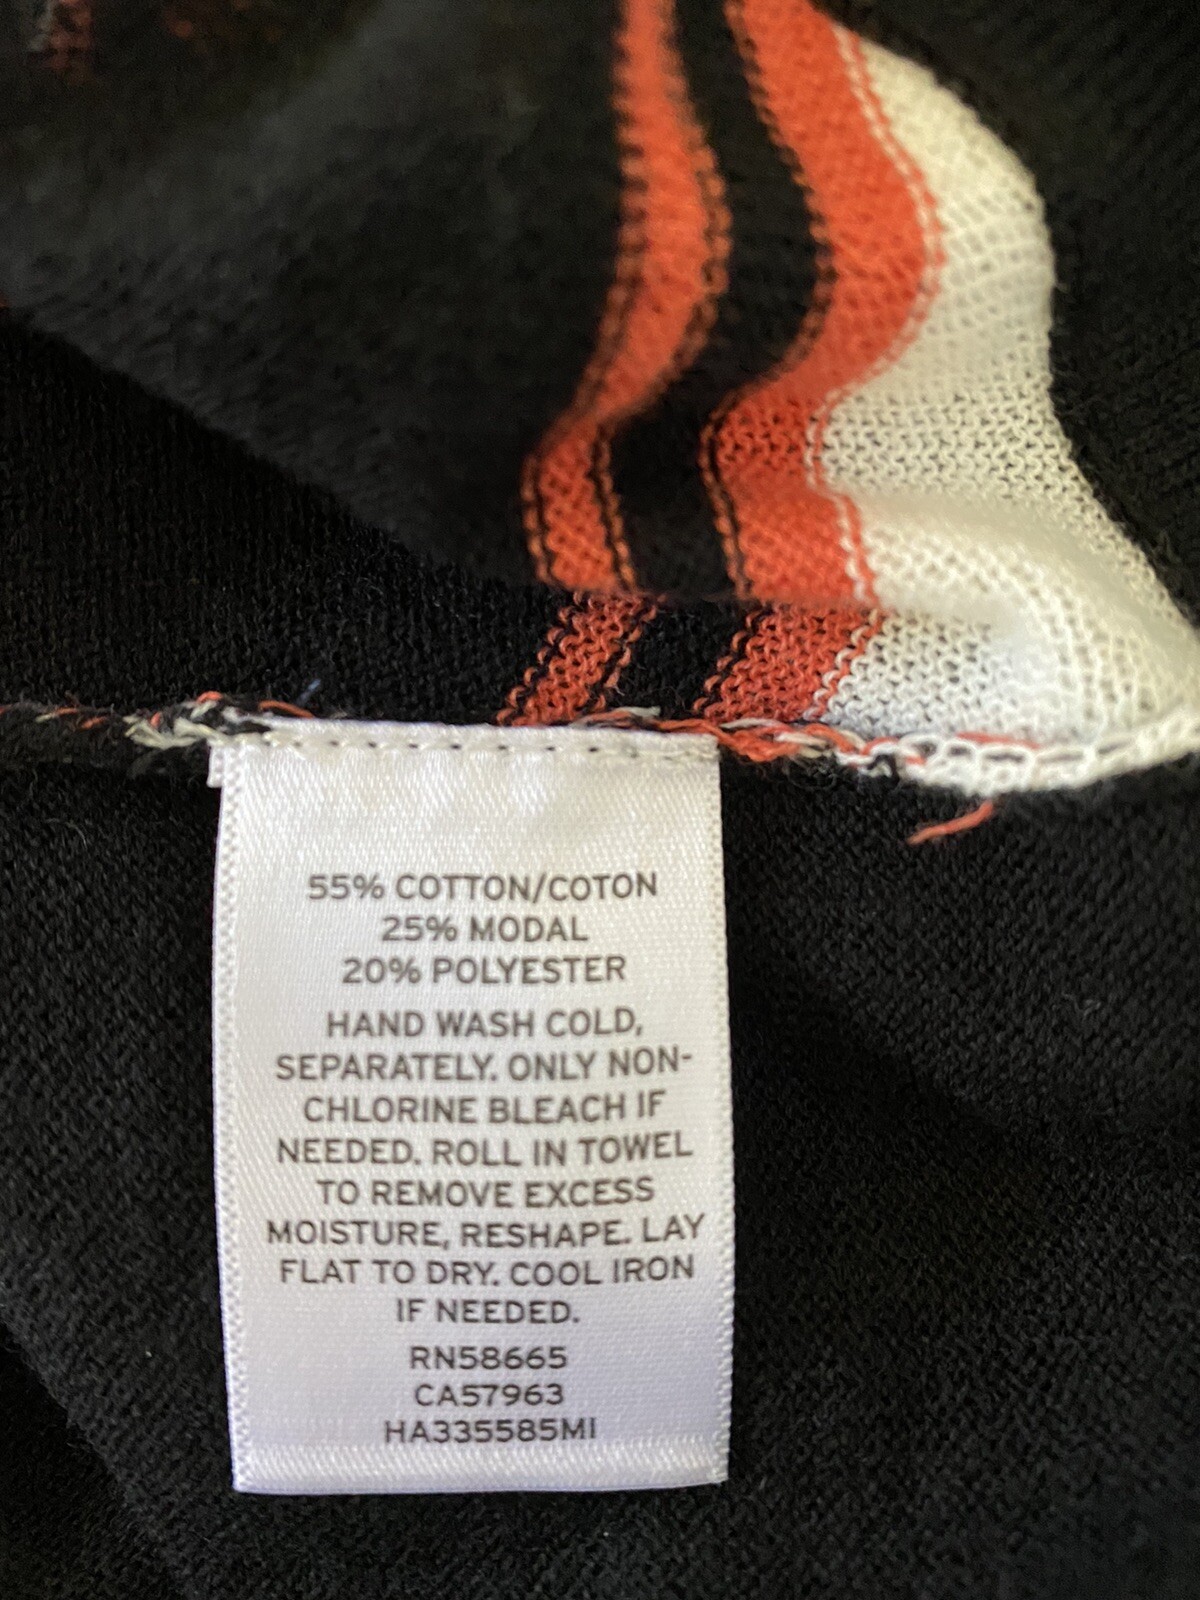 55% COTTON/COTON
25% MODAL
20% POLYESTER
HAND WASH COLD,
SEPARATELY. ONLY NON-
CHLORINE BLEACH IF
NEEDED. ROLL IN TOWEL
TO REMOVE EXCESS
MOISTURE, RESHAPE. LAY
FLAT TO DRY. COOL IRON
IF NEEDED.
RN58665
CA57963
HA335585MI